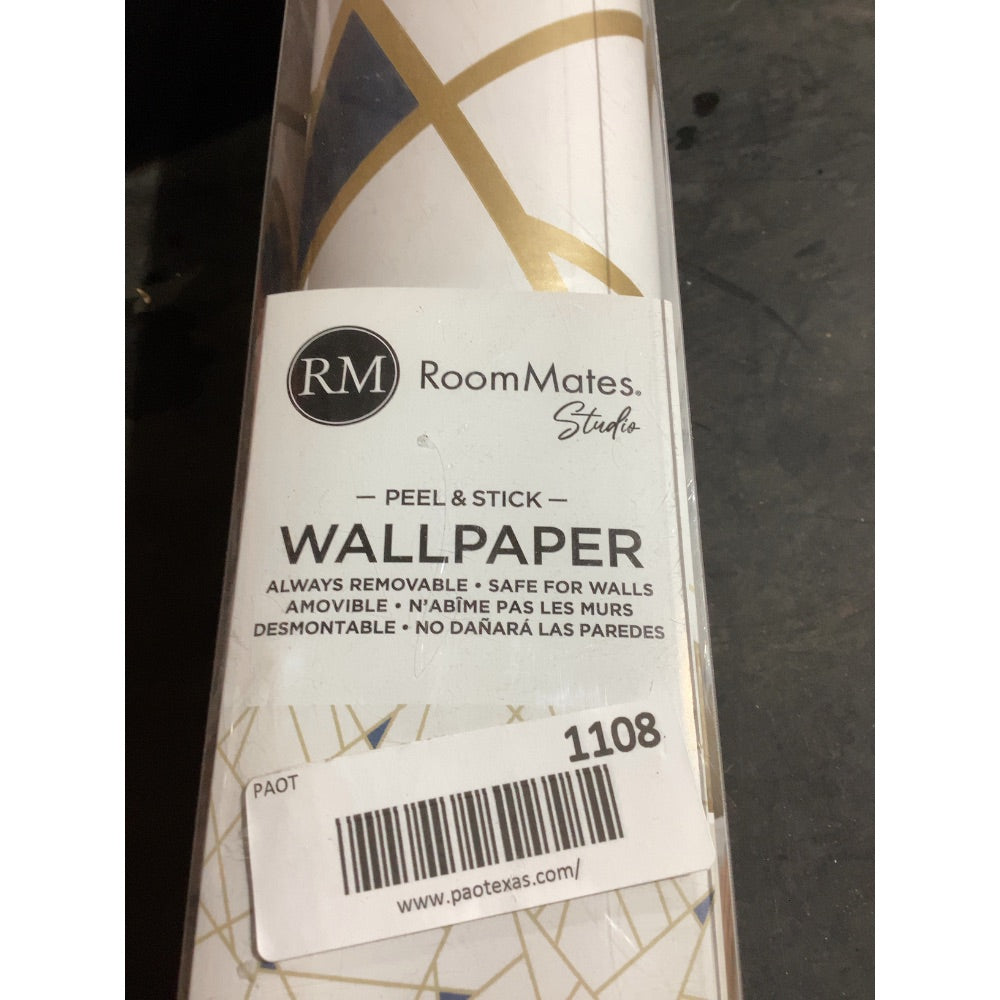 RM
RoomMates®
Studio
— PEEL & STICK —
WALLPAPER
ALWAYS REMOVABLE • SAFE FOR WALLS
AMOVIBLE • N'ABÎME PAS LES MURS
DESMONTABLE • NO DAÑARÁ LAS PAREDES
1108
PAOT
www.paotexas.com/